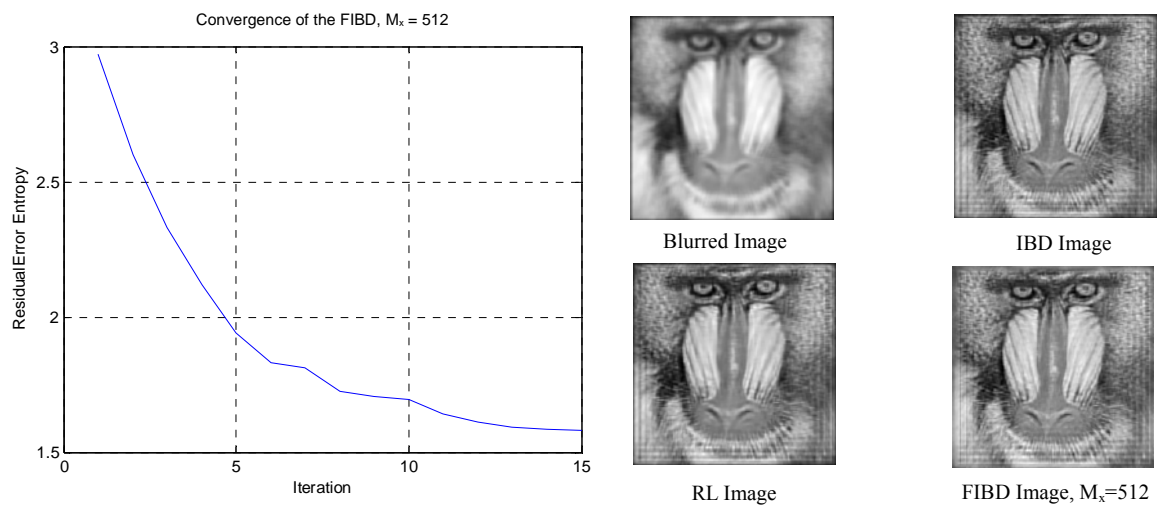 Convergence of the FIBD, Mx = 512
3
2.5
2
1.5
0
5
10
15
Residual Error Entropy
Iteration
Blurred Image
IBD Image
RL Image
FIBD Image, Mx=512